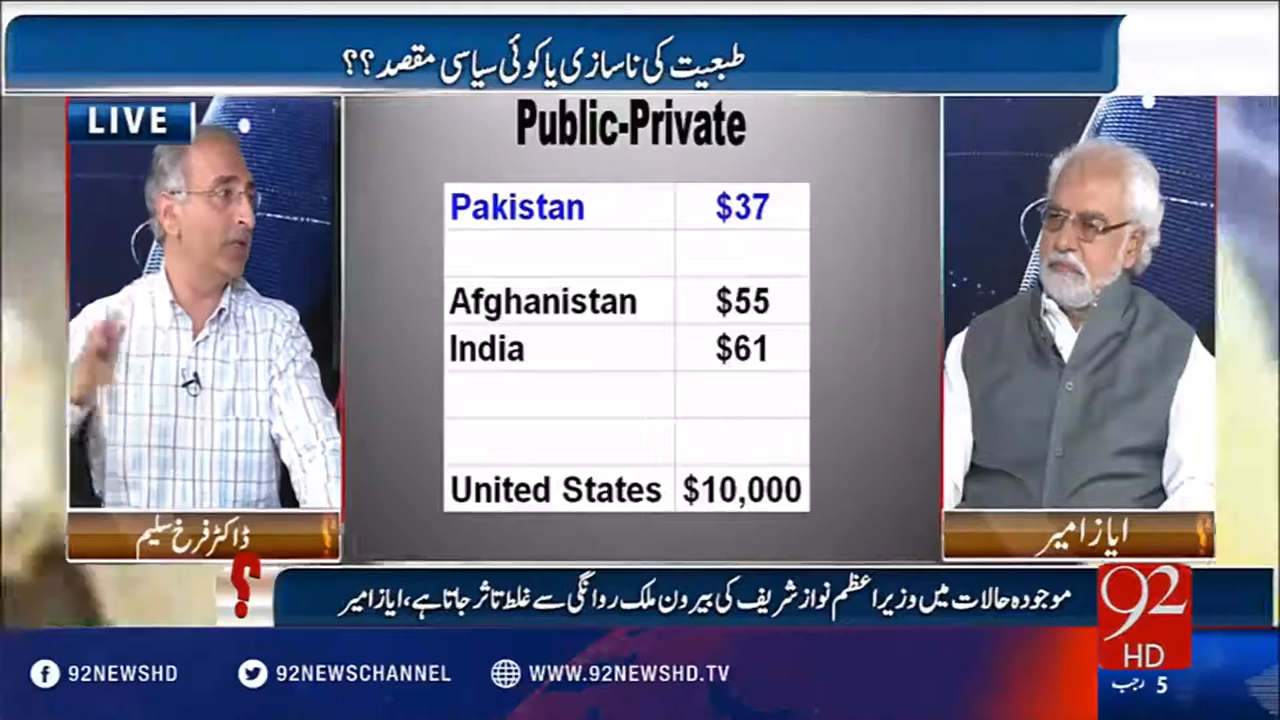 طبعیت کی ناسازی یا کوئی سیاسی مقصد؟؟
LIVE
Public-Private
Pakistan $37
Afghanistan $55
India $61
United States $10,000
ڈاکٹر فرخ سلیم
ایاز امیر
؟
موجودہ حالات میں وزیراعظم نواز شریف کی بیرون ملک روانگی سے غلط تاثر جاتا ہے، ایاز امیر
92
HD
5 رجب
92NEWSHD
92NEWSCHANNEL
WWW.92NEWSHD.TV